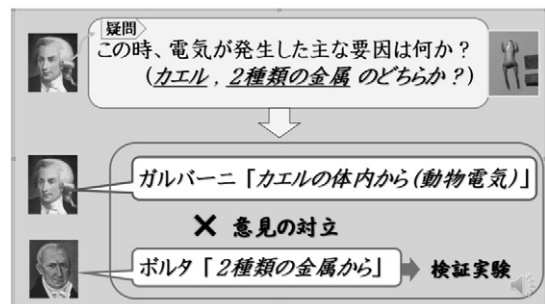 疑問
この時、電気が発生した主な要因は何か？
(カエル , 2種類の金属 のどちらか？)
ガルバーニ「カエルの体内から(動物電気)」
× 意見の対立
ボルタ「2種類の金属から」 検証実験